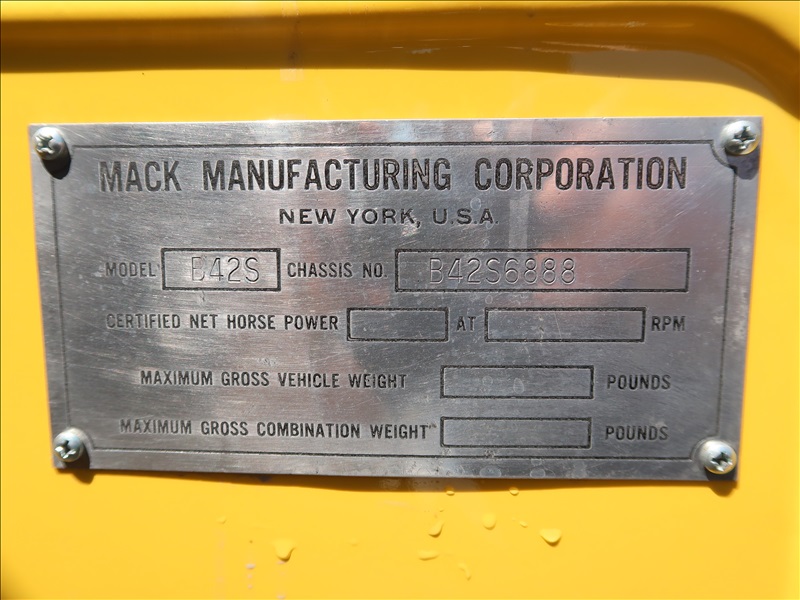 MACK MANUFACTURING CORPORATION
NEW YORK, U.S.A.
MODEL B42S CHASSIS NO. B42S6888
CERTIFIED NET HORSE POWER AT RPM
MAXIMUM GROSS VEHICLE WEIGHT POUNDS
MAXIMUM GROSS COMBINATION WEIGHT POUNDS